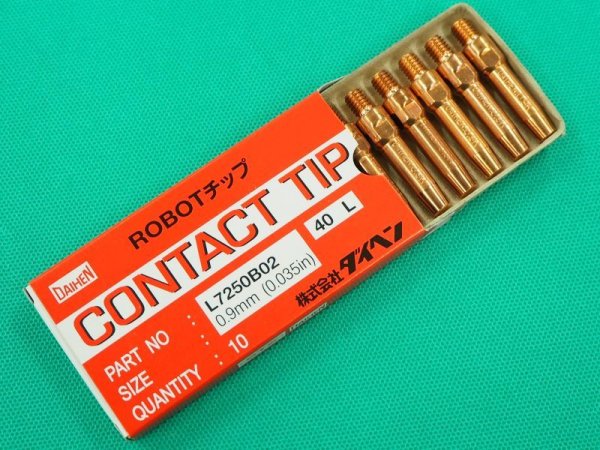 DAIHEN
ROBOTチップ
CONTACT TIP
40 L
PART NO : L7250B02
SIZE : 0.9mm (0.035in)
QUANTITY : 10
株式会社ダイヘン